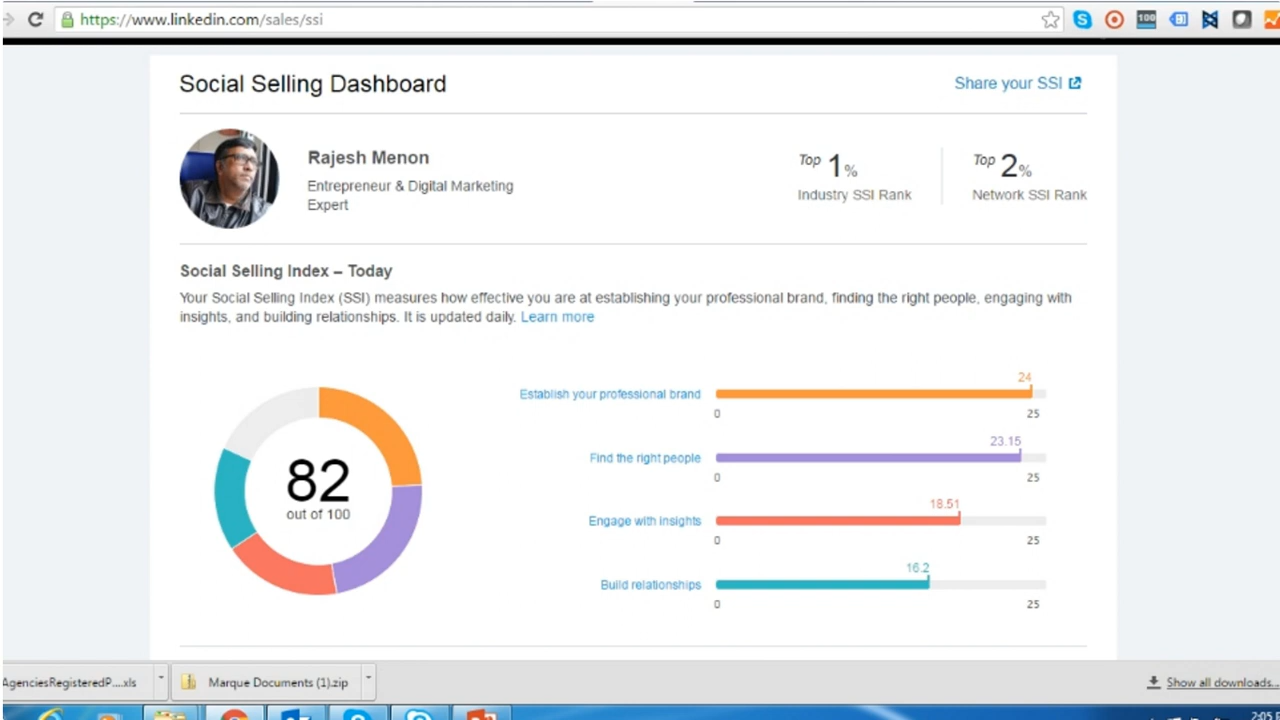 https://www.linkedin.com/sales/ssi
100
Social Selling Dashboard
Share your SSI
Rajesh Menon
Entrepreneur & Digital Marketing
Expert
Top 1%
Industry SSI Rank
Top 2%
Network SSI Rank
Social Selling Index – Today
Your Social Selling Index (SSI) measures how effective you are at establishing your professional brand, finding the right people, engaging with
insights, and building relationships. It is updated daily. Learn more
82
out of 100
Establish your professional brand
24
0
25
Find the right people
23.15
0
25
Engage with insights
18.51
0
25
Build relationships
16.2
0
25
AgenciesRegisteredP....xls
Marque Documents (1).zip
Show all downloads...